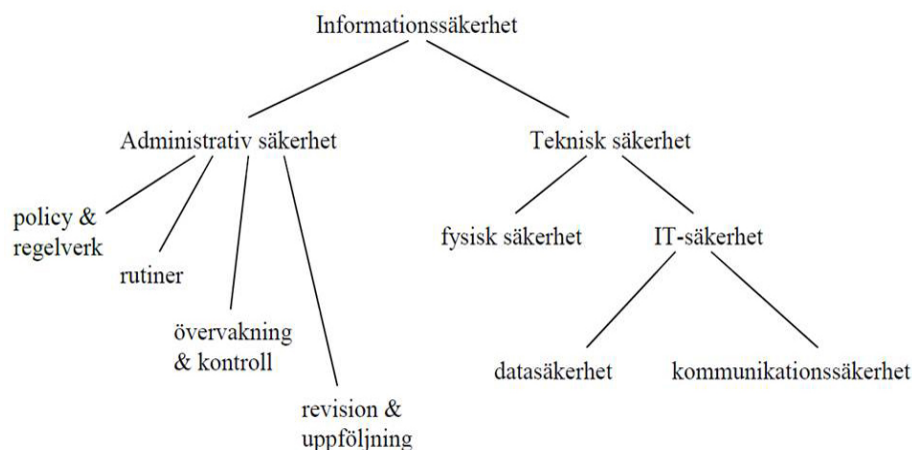 Informationssäkerhet
Administrativ säkerhet
Teknisk säkerhet
policy &
regelverk
rutiner
övervakning
& kontroll
revision &
uppföljning
fysisk säkerhet
IT-säkerhet
datasäkerhet
kommunikationssäkerhet